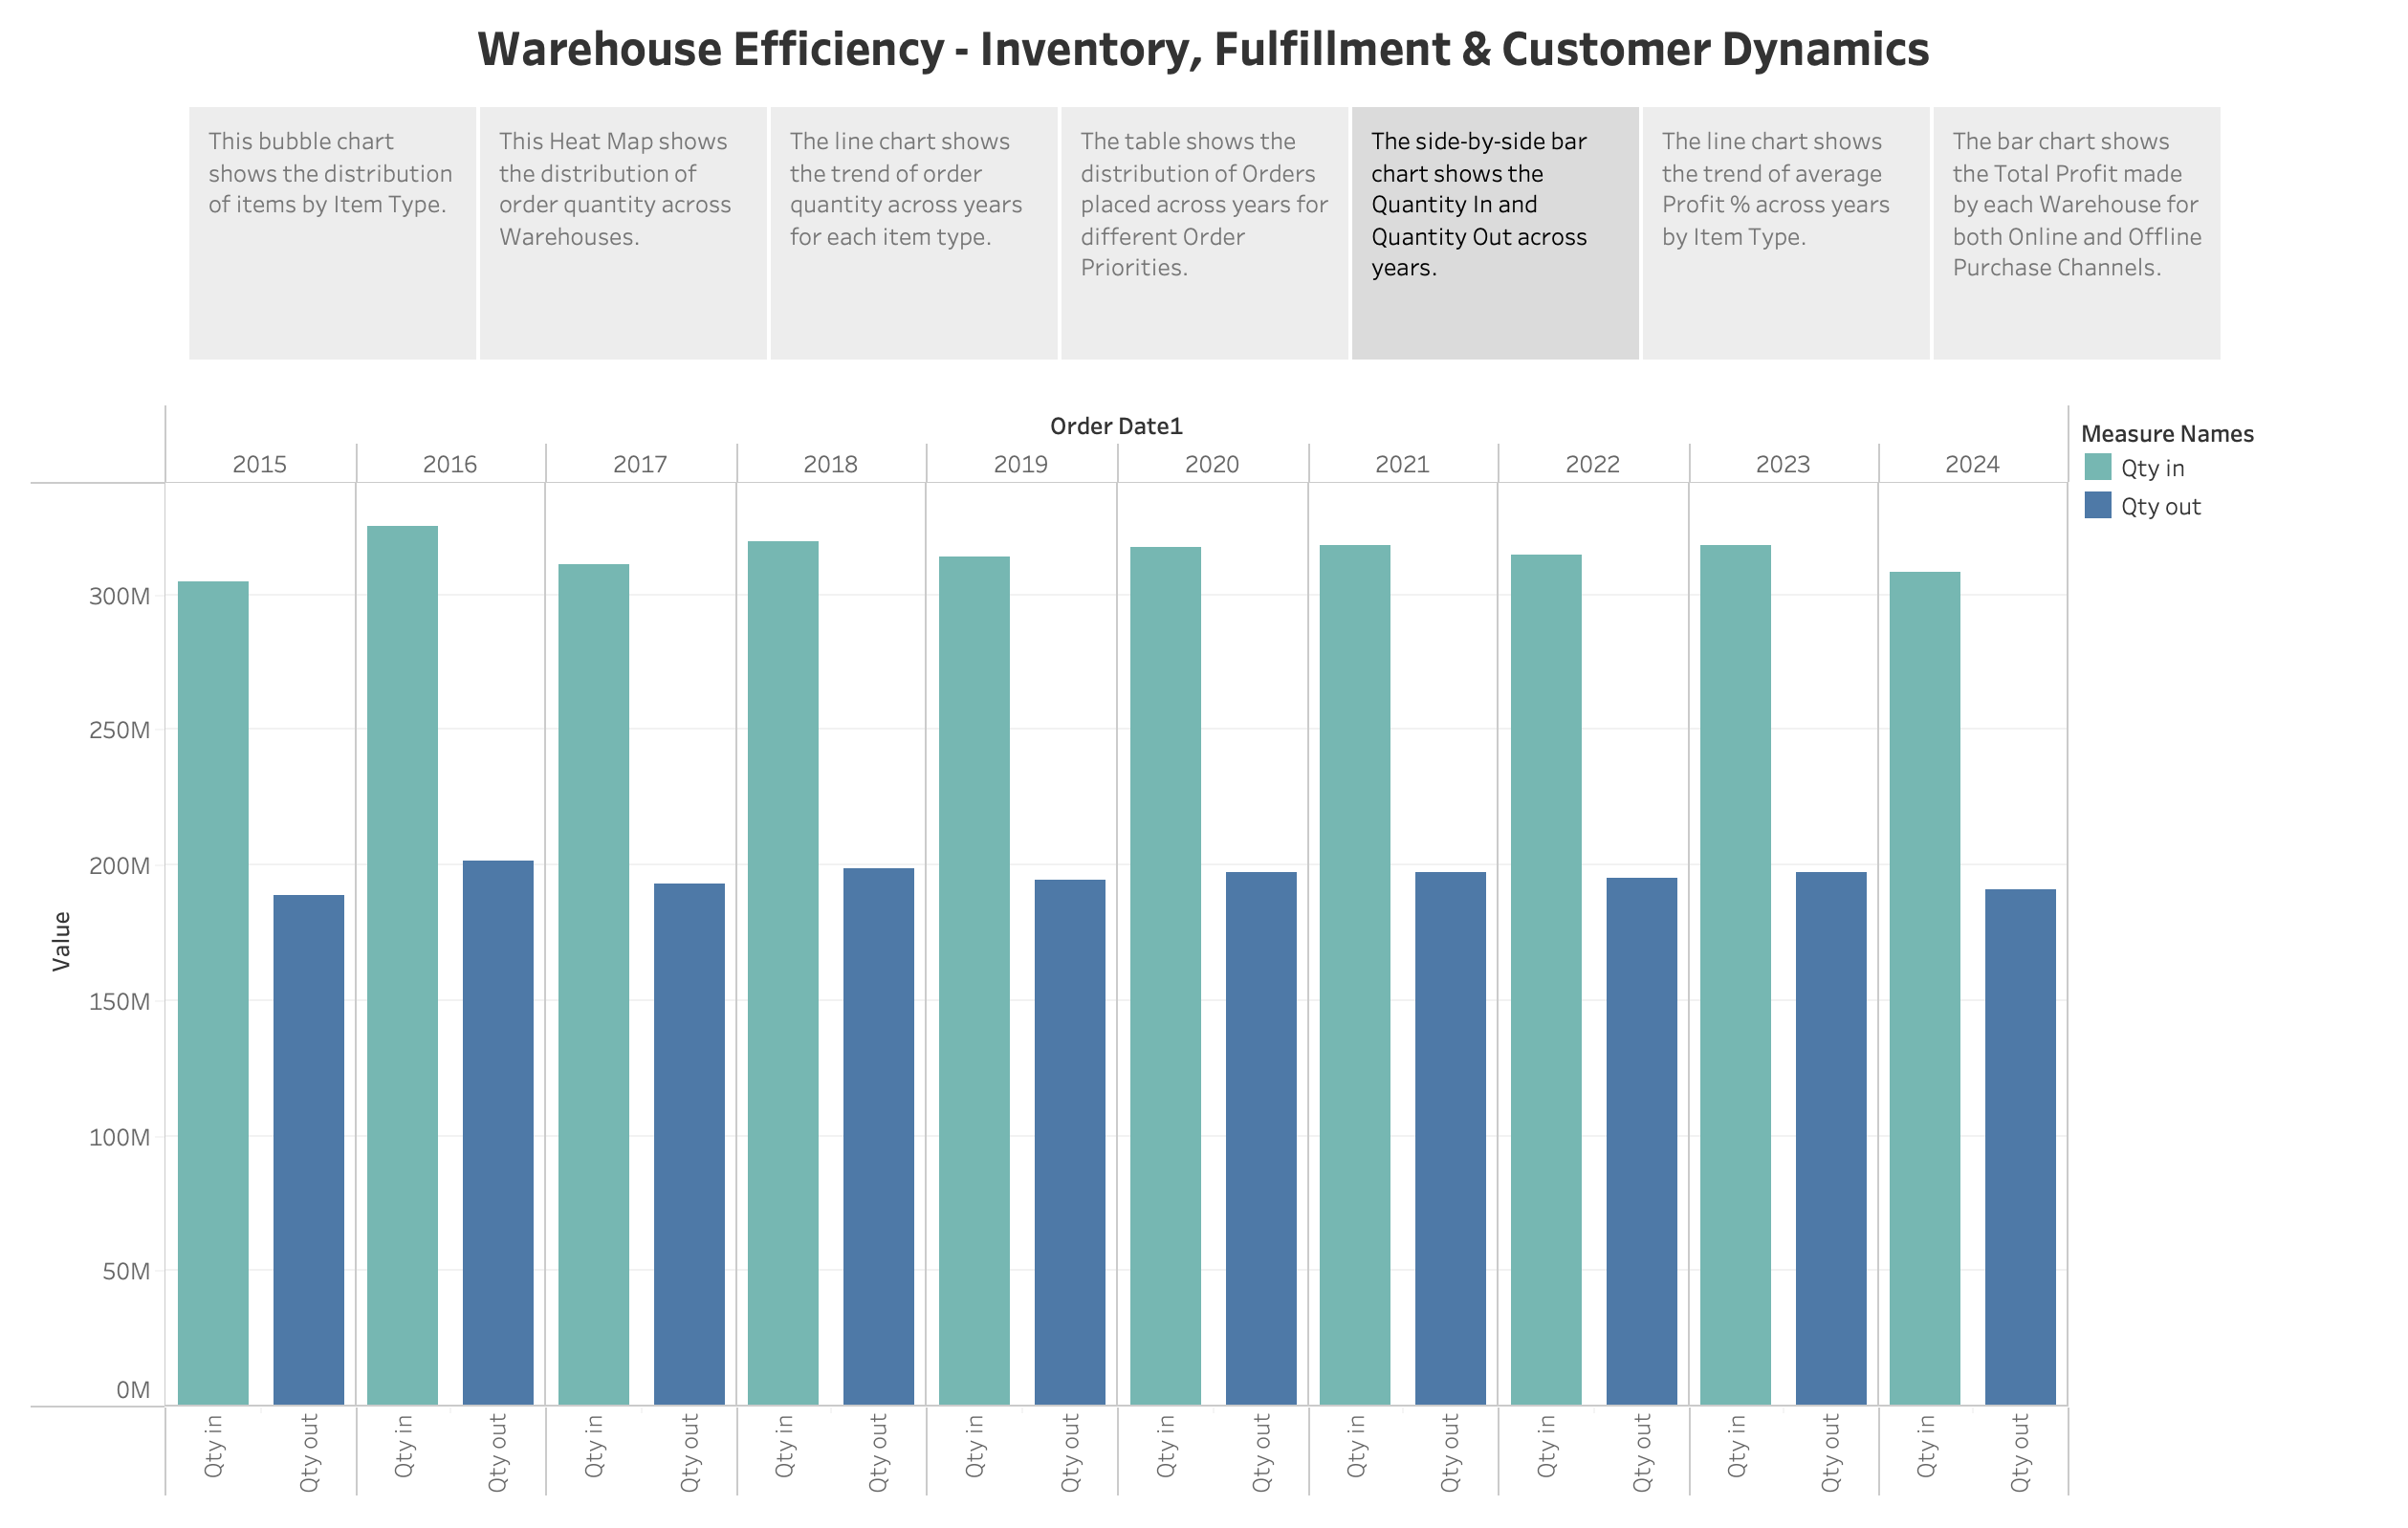 Warehouse Efficiency - Inventory, Fulfillment & Customer Dynamics
This bubble chart
shows the distribution
of items by Item Type.
This Heat Map shows
the distribution of
order quantity across
Warehouses.
The line chart shows
the trend of order
quantity across years
for each item type.
The table shows the
distribution of Orders
placed across years for
different Order
Priorities.
The side-by-side bar
chart shows the
Quantity In and
Quantity Out across
years.
The line chart shows
the trend of average
Profit % across years
by Item Type.
The bar chart shows
the Total Profit made
by each Warehouse for
both Online and Offline
Purchase Channels.
Order Date1
2015 2016 2017 2018 2019 2020 2021 2022 2023 2024
Measure Names
Qty in
Qty out
Value
300M
250M
200M
150M
100M
50M
0M
Qty in Qty out Qty in Qty out Qty in Qty out Qty in Qty out Qty in Qty out Qty in Qty out Qty in Qty out Qty in Qty out Qty in Qty out Qty in Qty out